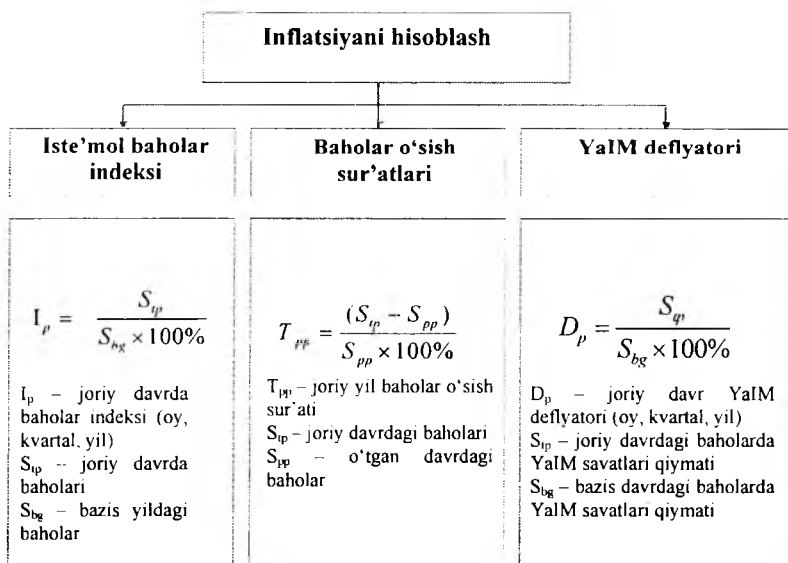 Inflatsiyani hisoblash
Iste’mol baholar
indeksi
I_p = S_tp / S_bg × 100%
I_p – joriy davrda
baholar indeksi (oy,
kvartal, yil)
S_tp – joriy davrda
baholari
S_bg – bazis yildagi
baholar
Baholar o‘sish
sur’atlari
T_pp = (S_tp − S_pp) / S_pp × 100%
T_pp – joriy yil baholar o‘sish
sur’ati
S_tp – joriy davrdagi baholari
S_pp – o‘tgan davrdagi
baholar
YaIM deflyatori
D_p = S_tp / S_bg × 100%
D_p – joriy davr YaIM
deflyatori (oy, kvartal, yil)
S_tp – joriy davrdagi baholarda
YaIM savatlari qiymati
S_bg – bazis davrdagi baholarda
YaIM savatlari qiymati